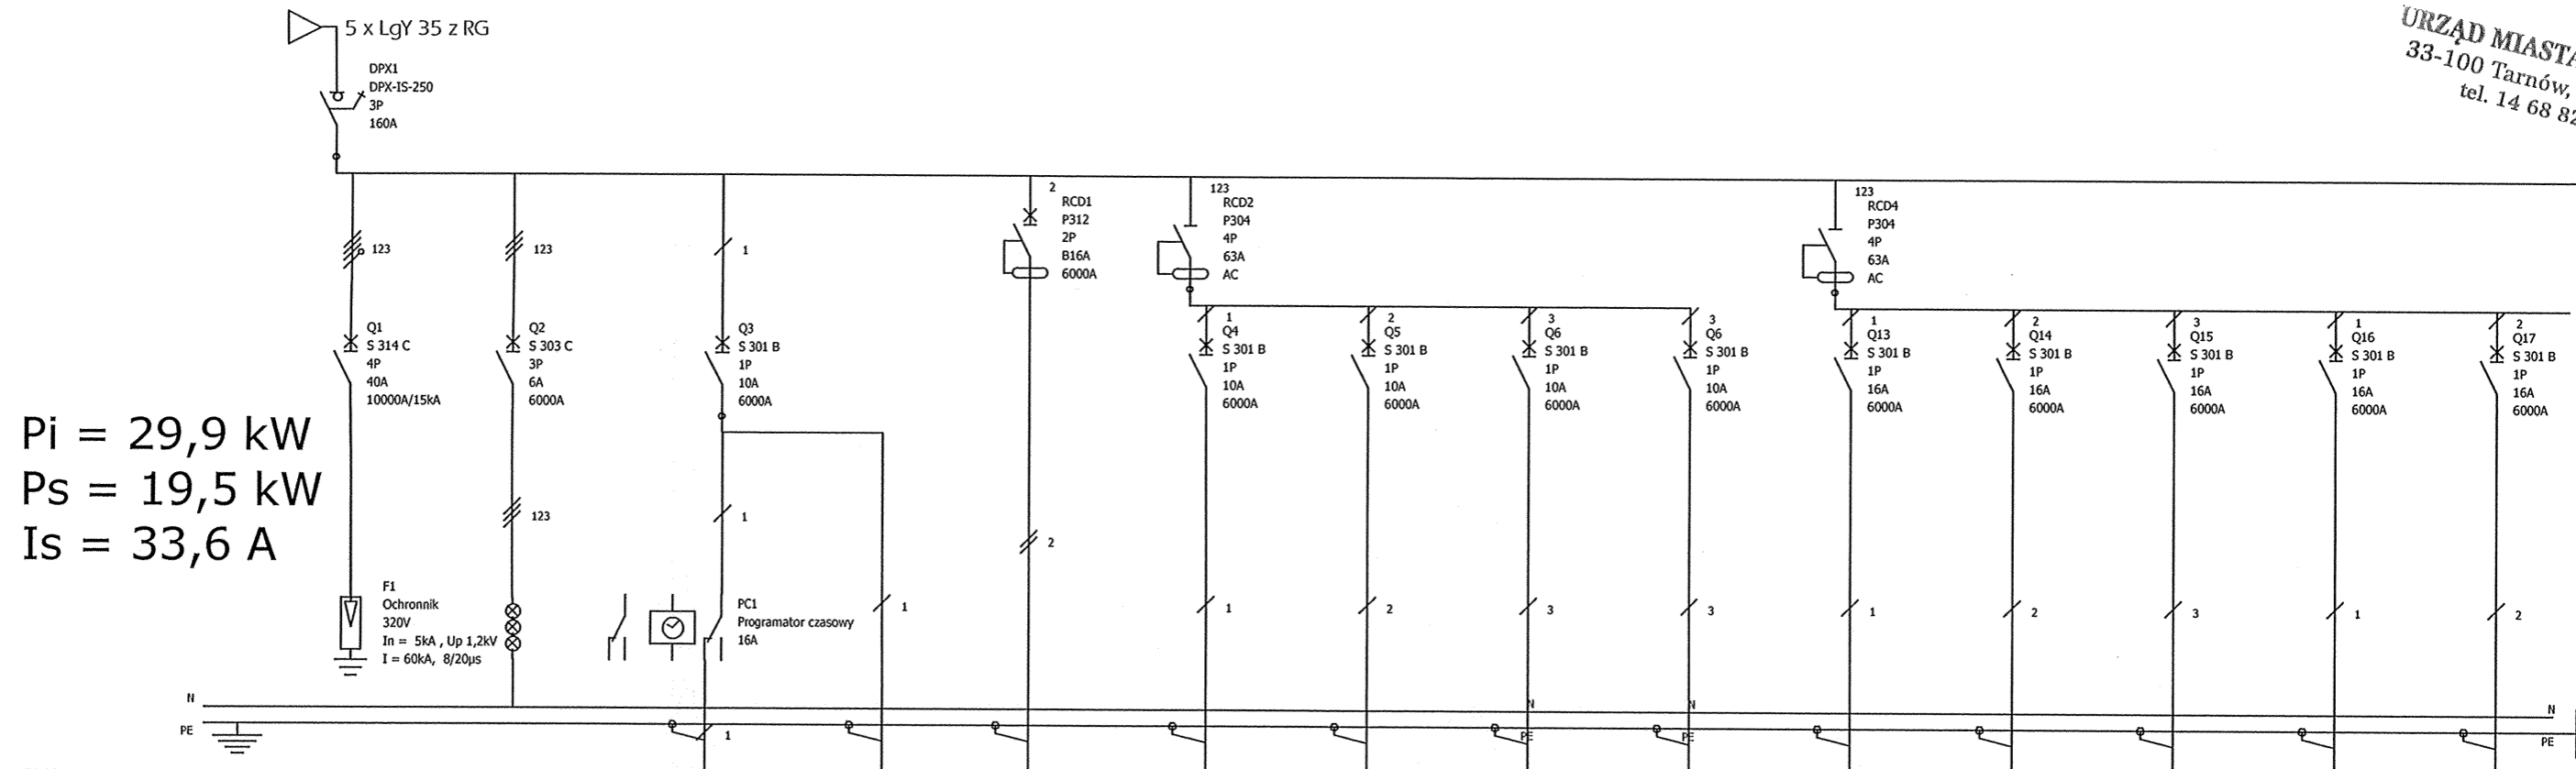 5 x LgY 35 z RG
URZĄD MIASTA
33-100 Tarnów,
tel. 14 68 82
DPX1
DPX-IS-250
3P
160A
123
123
1
2
RCD1
P312
2P
B16A
6000A
123
RCD2
P304
4P
63A
AC
123
RCD4
P304
4P
63A
AC
Q1
S 314 C
4P
40A
10000A/15kA
Q2
S 303 C
3P
6A
6000A
Q3
S 301 B
1P
10A
6000A
1
Q4
S 301 B
1P
10A
6000A
2
Q5
S 301 B
1P
10A
6000A
3
Q6
S 301 B
1P
10A
6000A
3
Q6
S 301 B
1P
10A
6000A
1
Q13
S 301 B
1P
16A
6000A
2
Q14
S 301 B
1P
16A
6000A
3
Q15
S 301 B
1P
16A
6000A
1
Q16
S 301 B
1P
16A
6000A
2
Q17
S 301 B
1P
16A
6000A
Pi = 29,9 kW
Ps = 19,5 kW
Is = 33,6 A
123
1
2
F1
Ochronnik
320V
In = 5kA , Up 1,2kV
I = 60kA, 8/20µs
PC1
Programator czasowy
16A
1
1
2
3
3
1
2
3
1
2
N
N
N
N
PE
1
PE
PE
PE